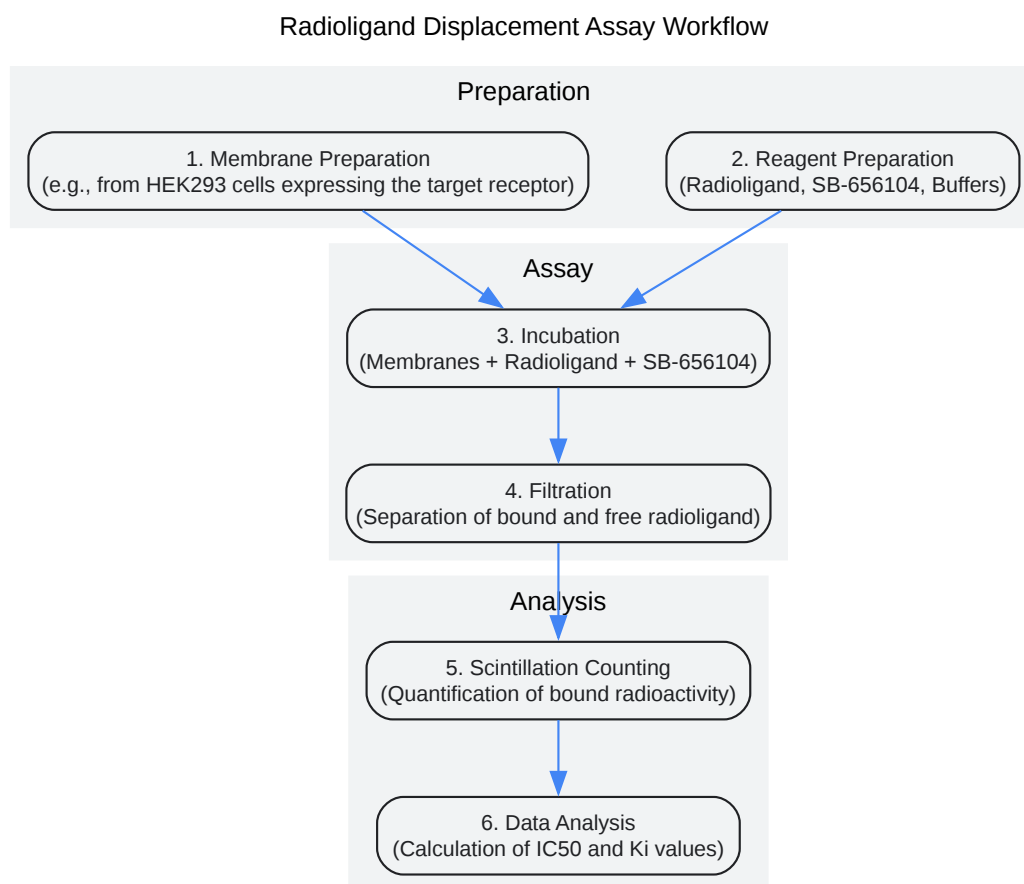 Radioligand Displacement Assay Workflow
Preparation
1. Membrane Preparation
(e.g., from HEK293 cells expressing the target receptor)
2. Reagent Preparation
(Radioligand, SB-656104, Buffers)
Assay
3. Incubation
(Membranes + Radioligand + SB-656104)
4. Filtration
(Separation of bound and free radioligand)
Analysis
5. Scintillation Counting
(Quantification of bound radioactivity)
6. Data Analysis
(Calculation of IC50 and Ki values)